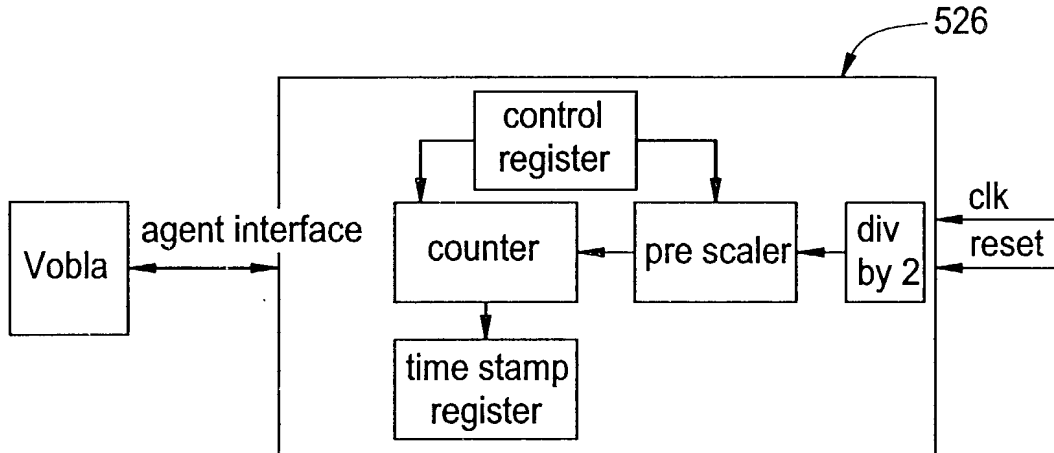 526
control
register
clk
agent interface
counter
pre scaler
div
by 2
reset
Vobla
time stamp
register